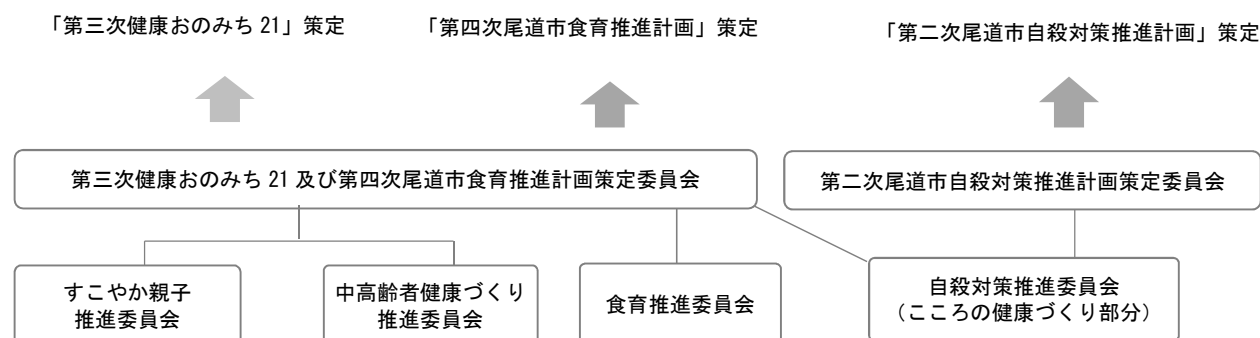 「第三次健康おのみち 21」策定
「第四次尾道市食育推進計画」策定
「第二次尾道市自殺対策推進計画」策定
第三次健康おのみち 21 及び第四次尾道市食育推進計画策定委員会
第二次尾道市自殺対策推進計画策定委員会
すこやか親子
推進委員会
中高齢者健康づくり
推進委員会
食育推進委員会
自殺対策推進委員会
（こころの健康づくり部分）